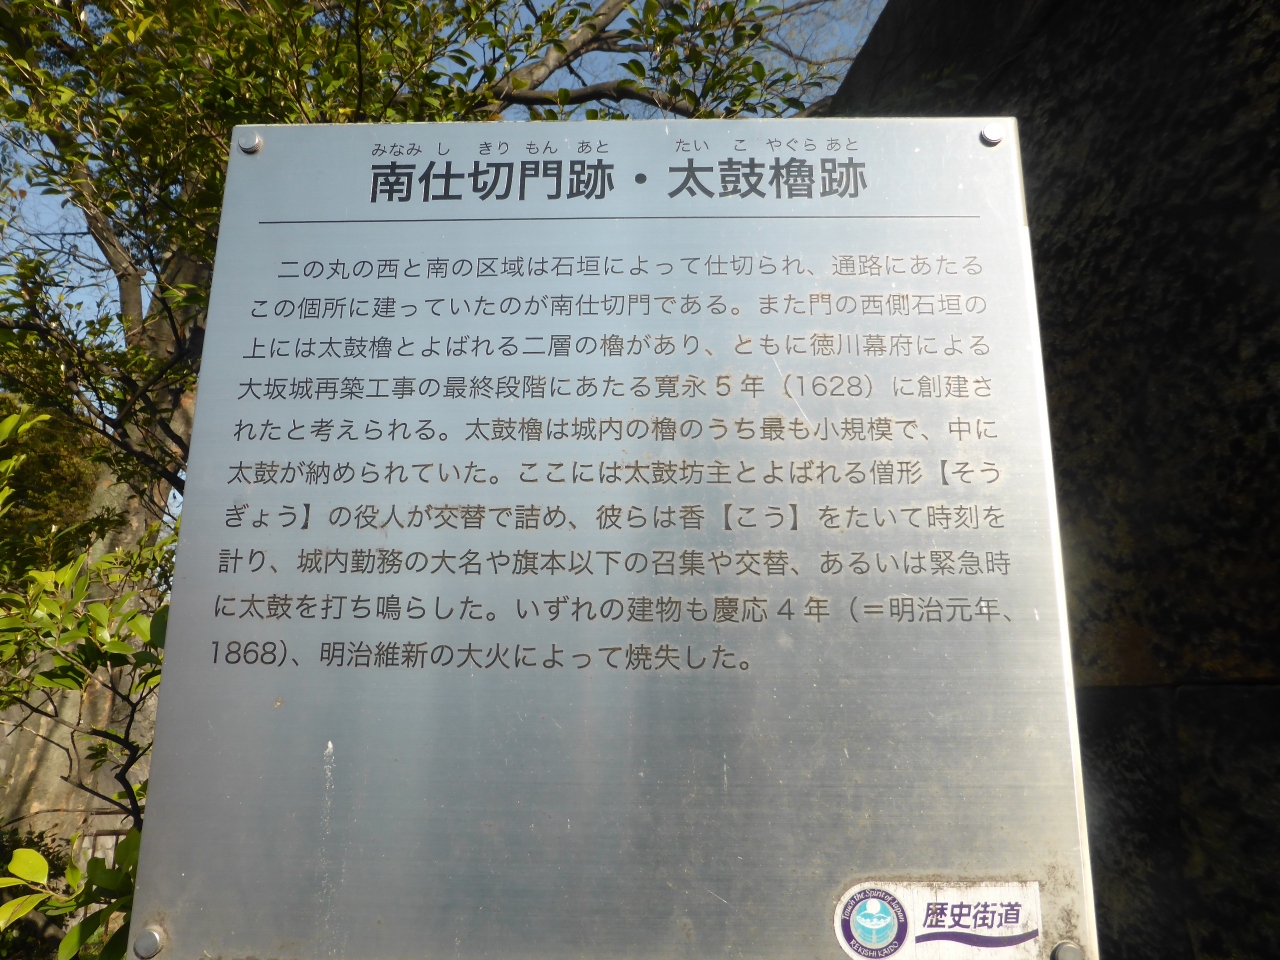 みなみ し きり もん あと たい こ やぐら あと
南仕切門跡・太鼓櫓跡
二の丸の西と南の区域は石垣によって仕切られ、通路にあたる
この個所に建っていたのが南仕切門である。また門の西側石垣の
上には太鼓櫓とよばれる二層の櫓があり、ともに徳川幕府による
大坂城再築工事の最終段階にあたる寛永5年（1628）に創建さ
れたと考えられる。太鼓櫓は城内の櫓のうち最も小規模で、中に
太鼓が納められていた。ここには太鼓坊主とよばれる僧形【そう
ぎょう】の役人が交替で詰め、彼らは香【こう】をたいて時刻を
計り、城内勤務の大名や旗本以下の召集や交替、あるいは緊急時
に太鼓を打ち鳴らした。いずれの建物も慶応4年（＝明治元年、
1868）、明治維新の大火によって焼失した。
Touch the Spirit of Japan
REKISHI KAIDO
歴史街道